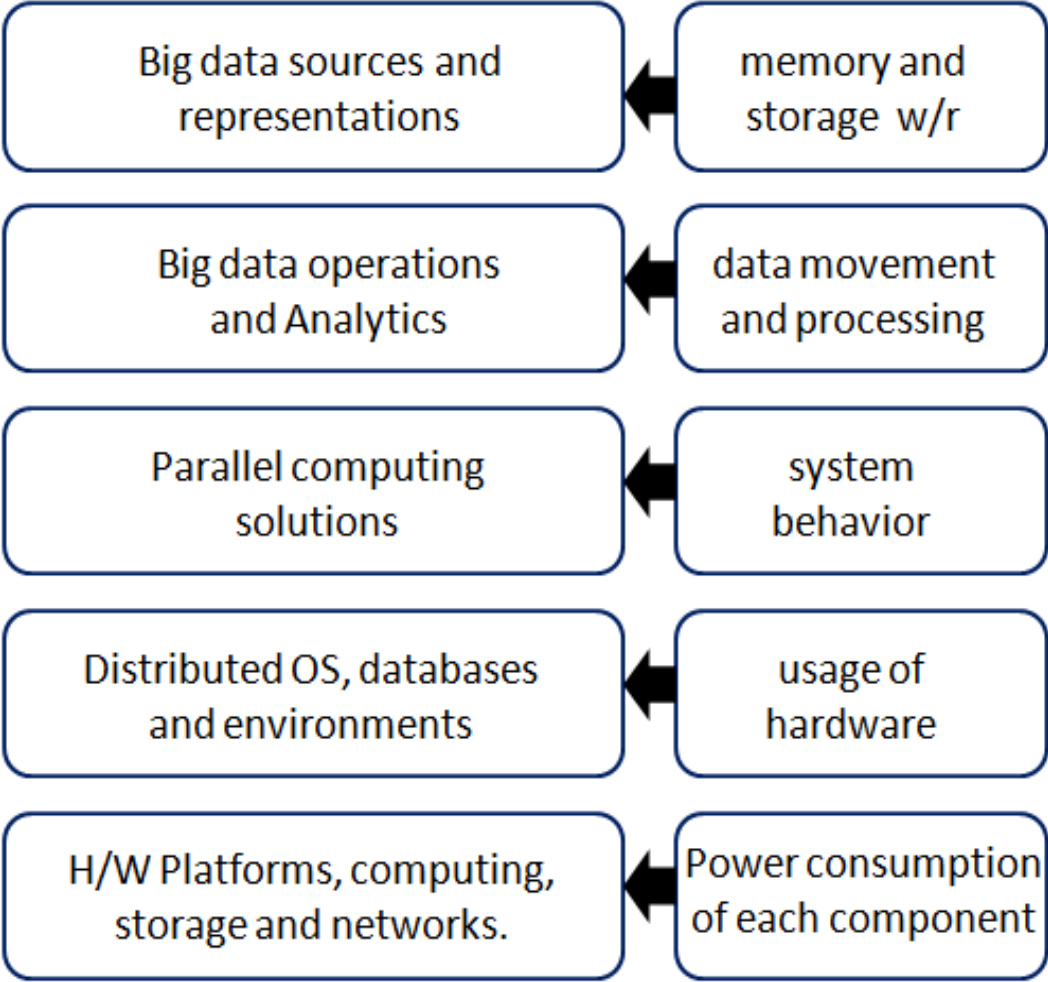 Big data sources and
representations
memory and
storage w/r
Big data operations
and Analytics
data movement
and processing
Parallel computing
solutions
system
behavior
Distributed OS, databases
and environments
usage of
hardware
H/W Platforms, computing,
storage and networks.
Power consumption
of each component